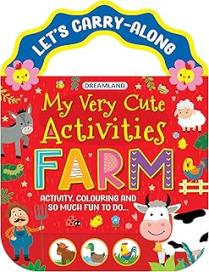 LET'S CARRY-ALONG
DREAMLAND
My Very Cute
Activities
FARM
ACTIVITY, COLOURING AND
SO MUCH FUN TO DO...